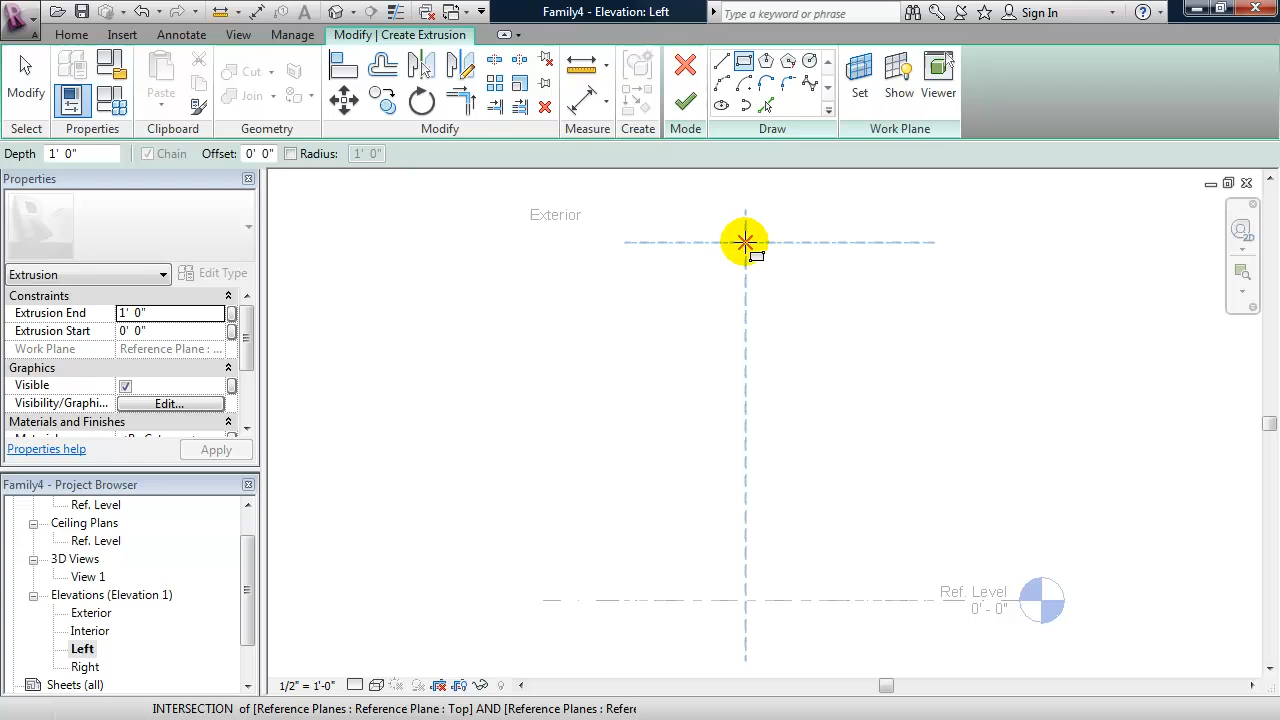 Family4 - Elevation: Left
Type a keyword or phrase
Sign In
Home Insert Annotate View Manage Modify | Create Extrusion
Modify
Cut
Join
Paste
Set Show Viewer
Select Properties Clipboard Geometry Modify Measure Create Mode Draw Work Plane
Depth 1' 0" Chain Offset: 0' 0" Radius: 1' 0"
Properties
Extrusion Edit Type
Constraints
Extrusion End 1' 0"
Extrusion Start 0' 0"
Work Plane Reference Plane : ...
Graphics
Visible
Visibility/Graphi... Edit...
Materials and Finishes
Properties help Apply
Family4 - Project Browser
Ref. Level
Ceiling Plans
Ref. Level
3D Views
View 1
Elevations (Elevation 1)
Exterior
Interior
Left
Right
Sheets (all)
Exterior
Ref. Level
0' - 0"
1/2" = 1'-0"
INTERSECTION of [Reference Planes : Reference Plane : Top] AND [Reference Planes : Refere